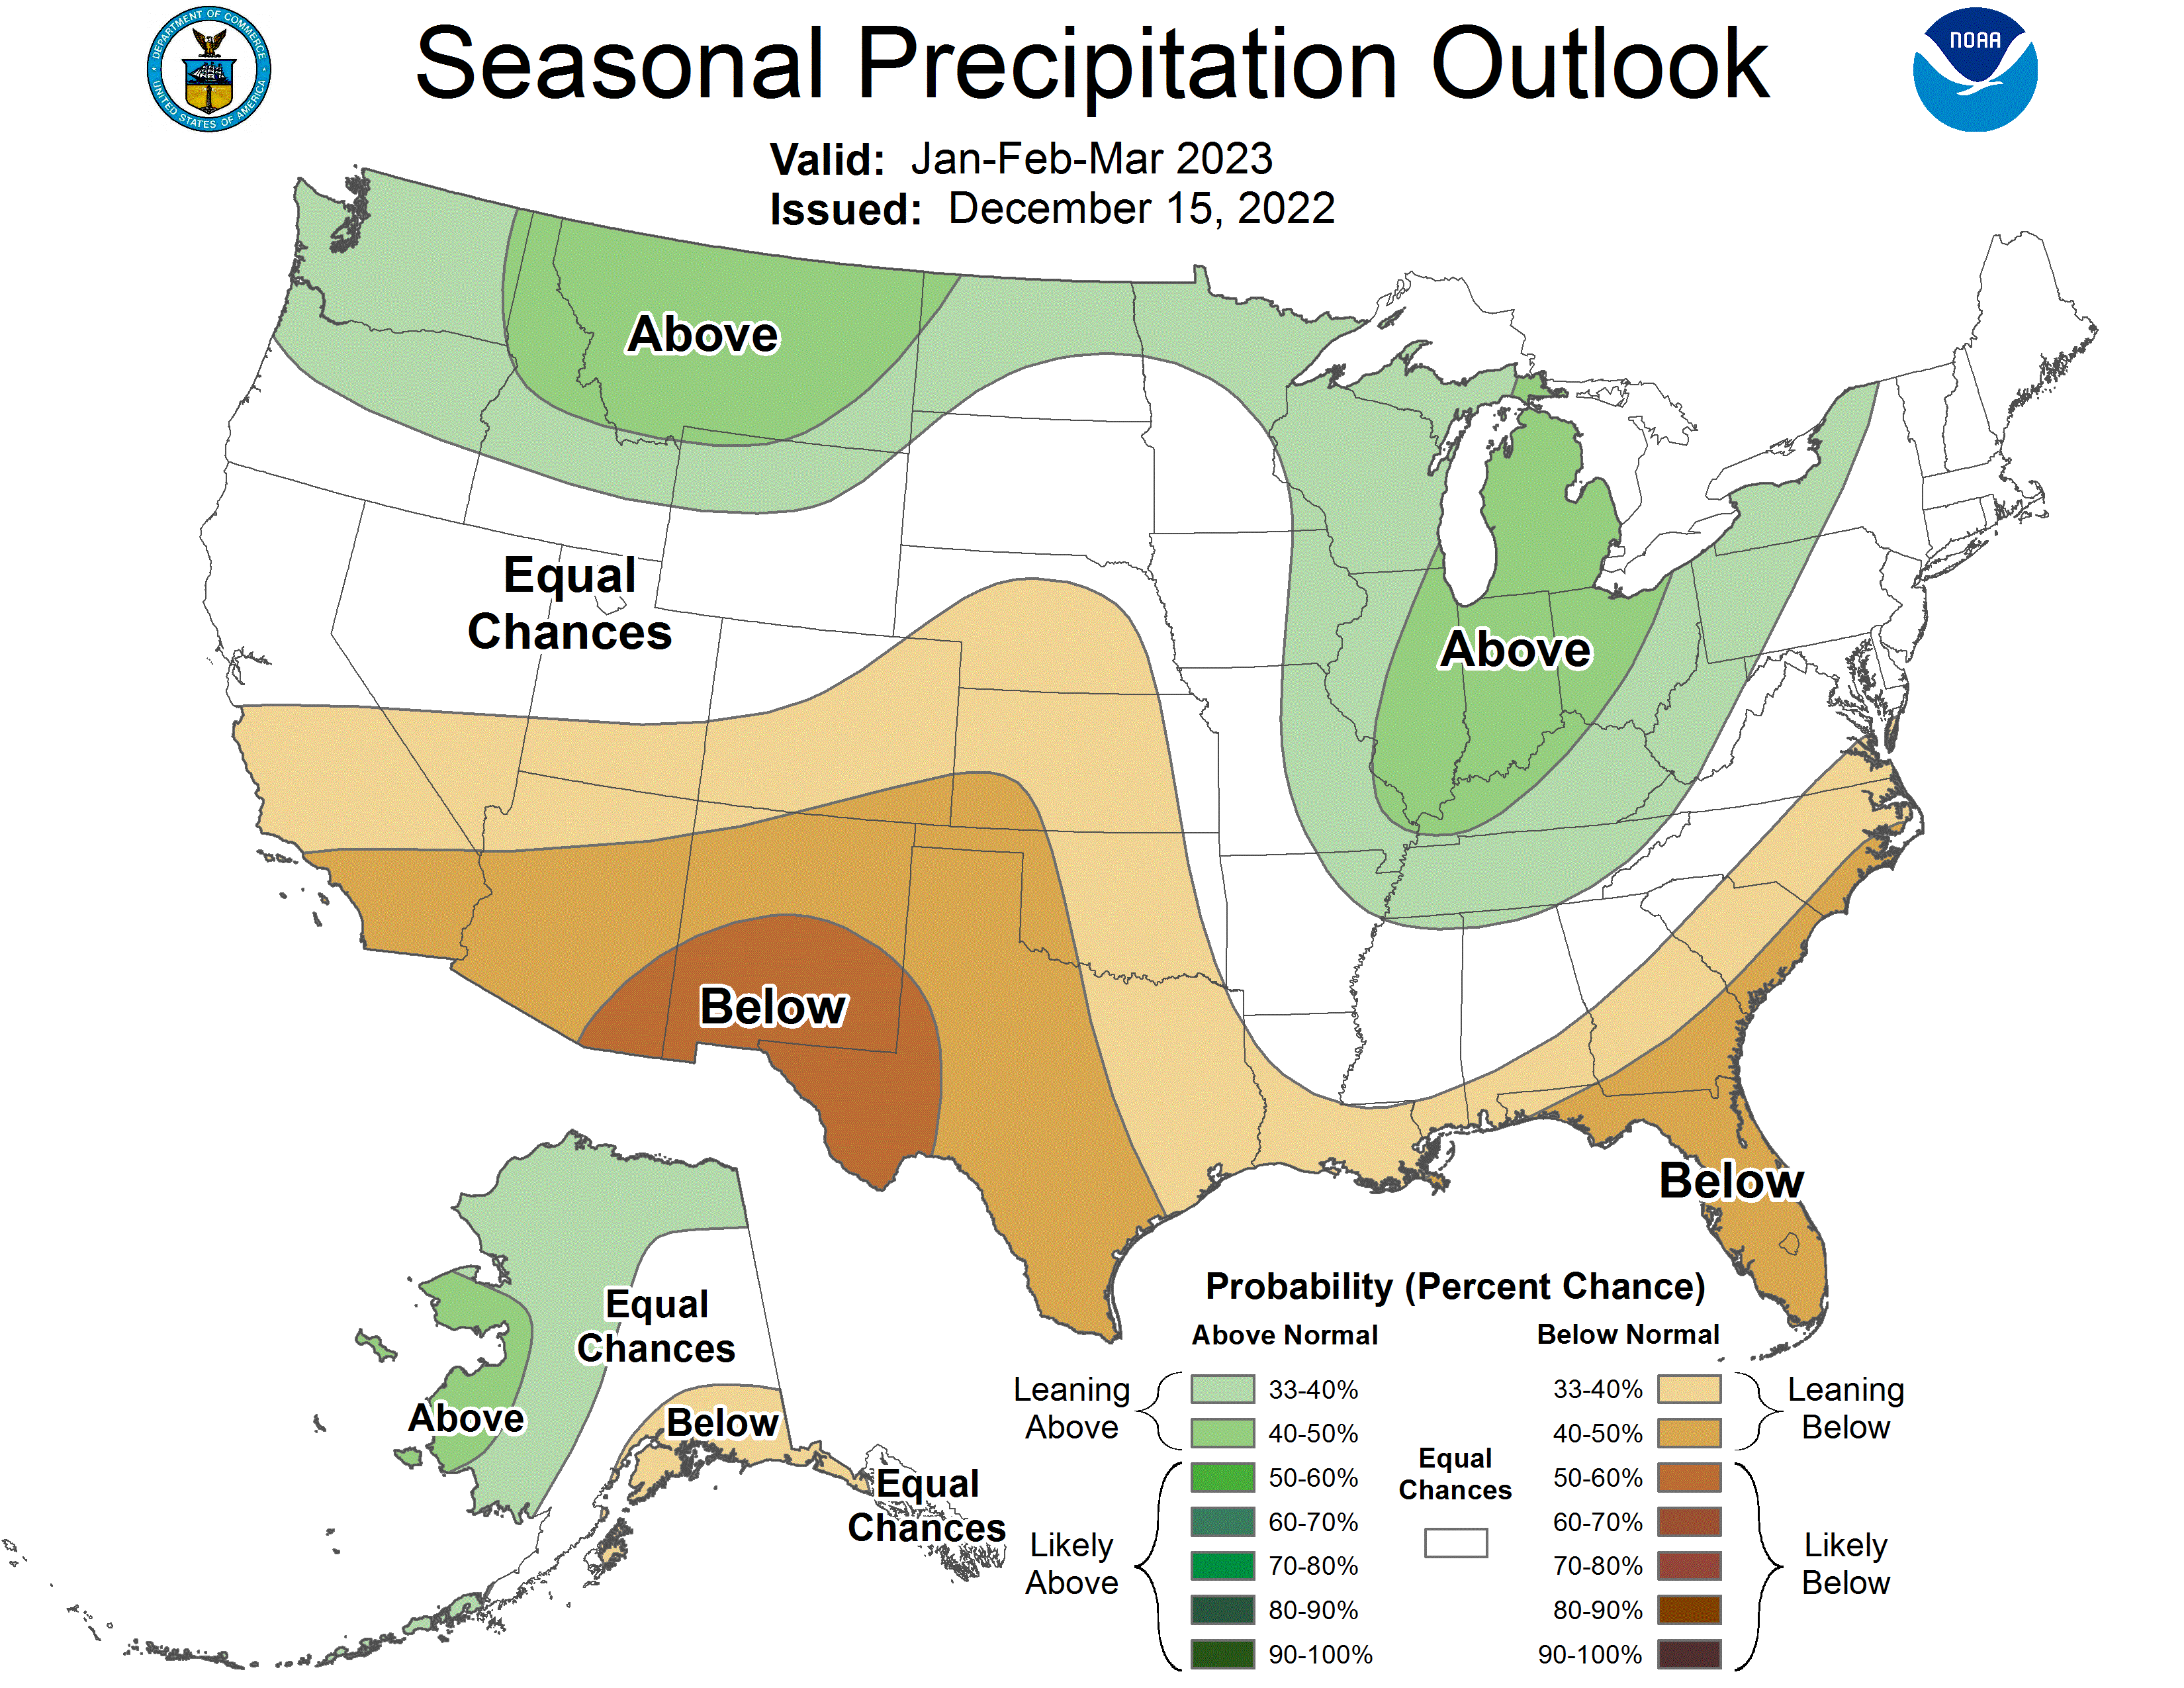 DEPARTMENT OF COMMERCE
UNITED STATES OF AMERICA
Seasonal Precipitation Outlook
NOAA
Valid: Jan-Feb-Mar 2023
Issued: December 15, 2022
Above
Equal
Chances
Above
Below
Below
Equal
Chances
Above
Below
Equal
Chances
Probability (Percent Chance)
Above Normal
Below Normal
Leaning
Above
33-40%
40-50%
Likely
Above
50-60%
60-70%
70-80%
80-90%
90-100%
Equal
Chances
33-40%
40-50%
Leaning
Below
50-60%
60-70%
70-80%
80-90%
90-100%
Likely
Below